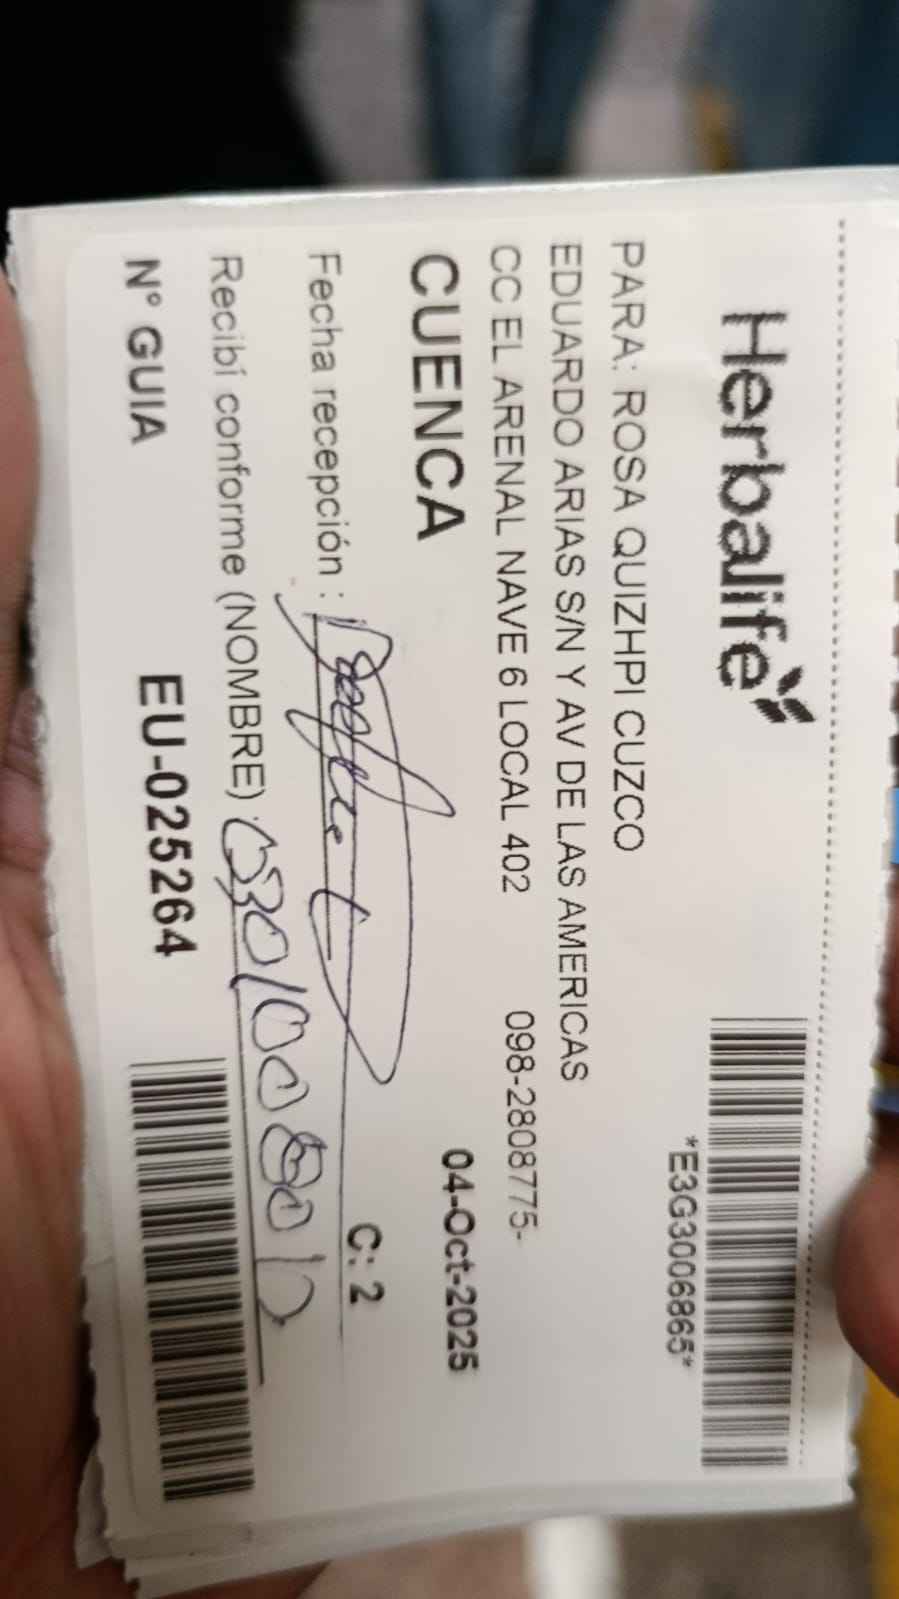 Herbalife
*E3G3006865*
PARA: ROSA QUIZHPI CUZCO
EDUARDO ARIAS S/N Y AV DE LAS AMERICAS
CC EL ARENAL NAVE 6 LOCAL 402 098-2808775-
CUENCA 04-Oct-2025
C: 2
Fecha recepción :
Recibí conforme (NOMBRE)
Nº GUIA EU-025264